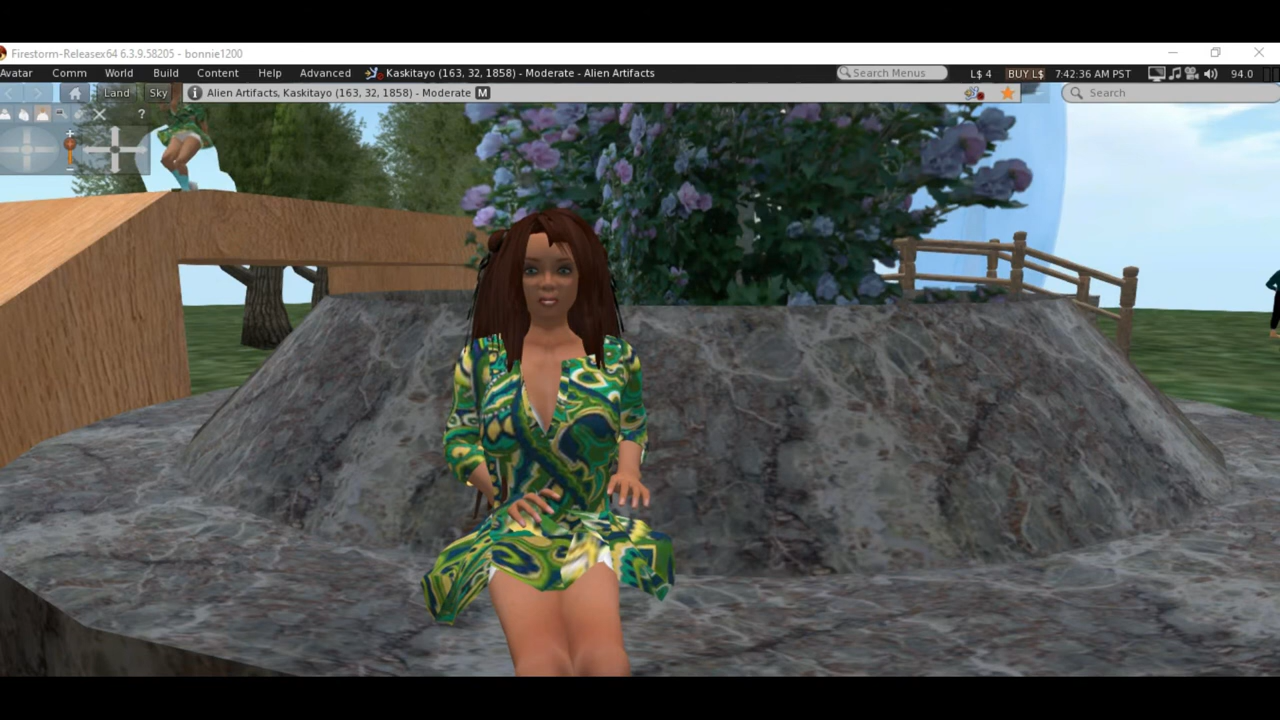 Firestorm-Releasex64 6.3.9.58205 - bonnie1200
Avatar Comm World Build Content Help Advanced Kaskitayo (163, 32, 1858) - Moderate - Alien Artifacts Search Menus L$ 4 BUY L$ 7:42:36 AM PST 94.0
Land Sky Alien Artifacts, Kaskitayo (163, 32, 1858) - Moderate M Search
?